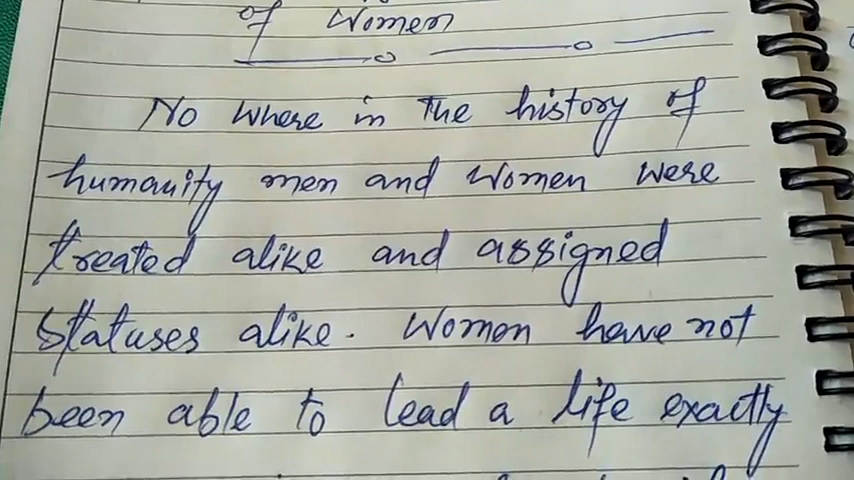 of Women
No where in the history of
humanity men and women were
treated alike and assigned
statuses alike. Women have not
been able to lead a life exactly